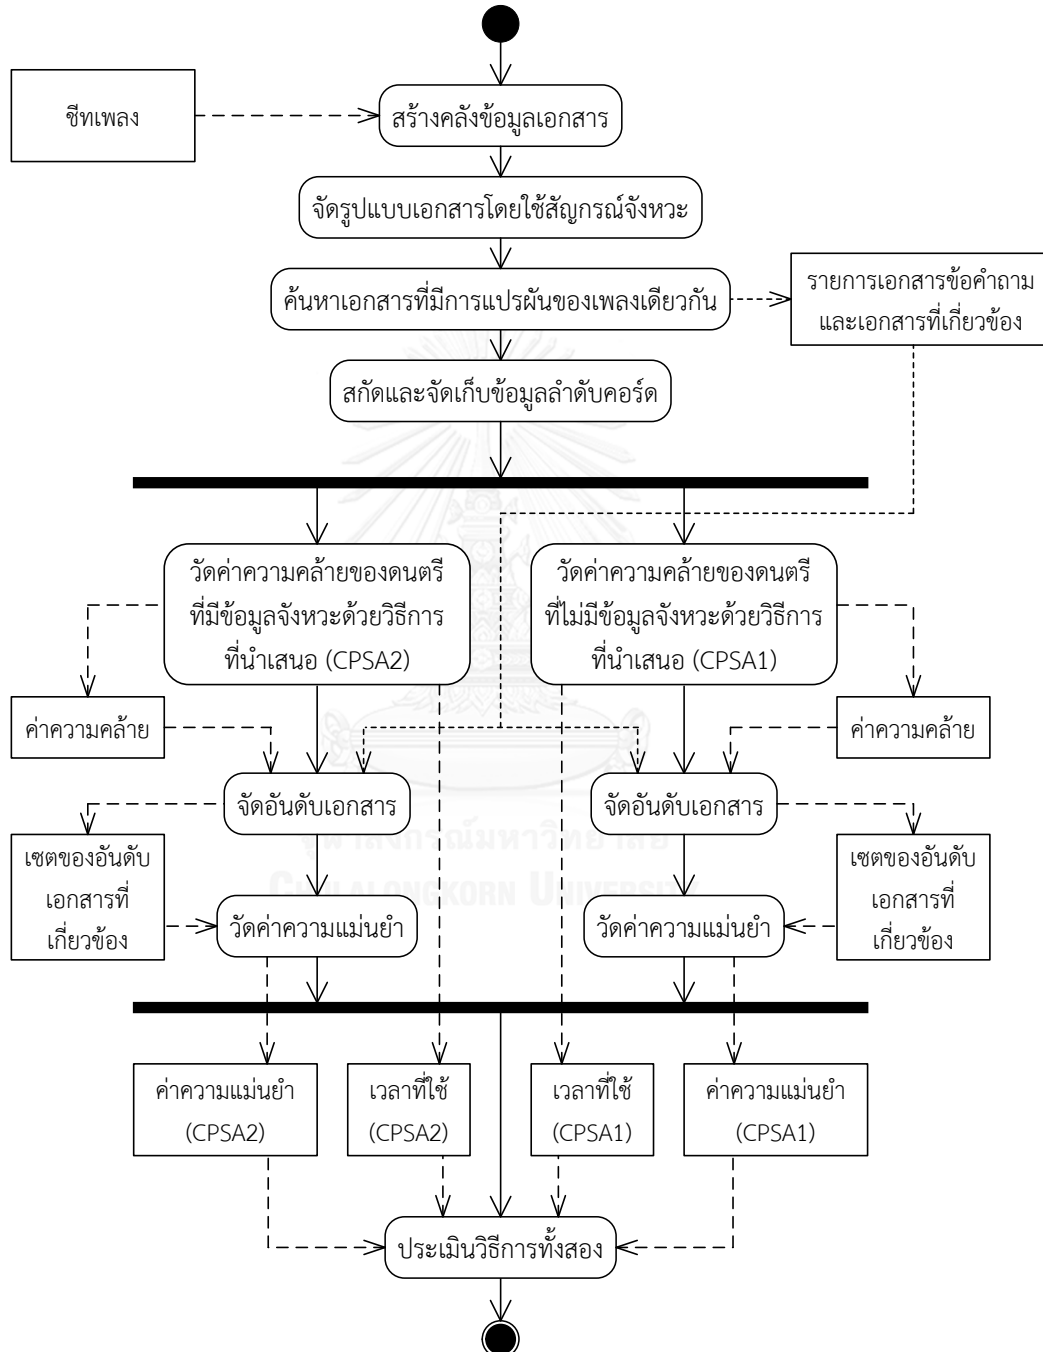 ชีทเพลง
สร้างคลังข้อมูลเอกสาร
จัดรูปแบบเอกสารโดยใช้สัญกรณ์จังหวะ
ค้นหาเอกสารที่มีการแปรผันของเพลงเดียวกัน
รายการเอกสารข้อคำถาม
และเอกสารที่เกี่ยวข้อง
สกัดและจัดเก็บข้อมูลลำดับคอร์ด
วัดค่าความคล้ายของดนตรี
ที่มีข้อมูลจังหวะด้วยวิธีการ
ที่นำเสนอ (CPSA2)
วัดค่าความคล้ายของดนตรี
ที่ไม่มีข้อมูลจังหวะด้วยวิธีการ
ที่นำเสนอ (CPSA1)
ค่าความคล้าย
ค่าความคล้าย
จัดอันดับเอกสาร
จัดอันดับเอกสาร
จุฬาลงกรณ์มหาวิทยาลัย
CHULALONGKORN UNIVERSITY
เซตของอันดับ
เอกสารที่
เกี่ยวข้อง
วัดค่าความแม่นยำ
วัดค่าความแม่นยำ
เซตของอันดับ
เอกสารที่
เกี่ยวข้อง
ค่าความแม่นยำ
(CPSA2)
เวลาที่ใช้
(CPSA2)
เวลาที่ใช้
(CPSA1)
ค่าความแม่นยำ
(CPSA1)
ประเมินวิธีการทั้งสอง